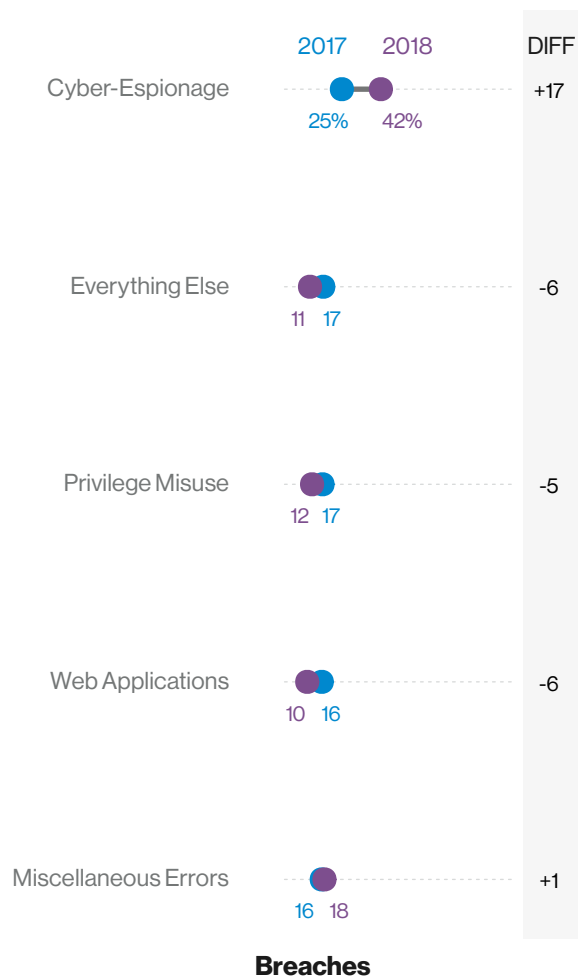 2017 2018 DIFF
Cyber-Espionage +17
25% 42%
Everything Else -6
11 17
Privilege Misuse -5
12 17
Web Applications -6
10 16
Miscellaneous Errors +1
16 18
Breaches